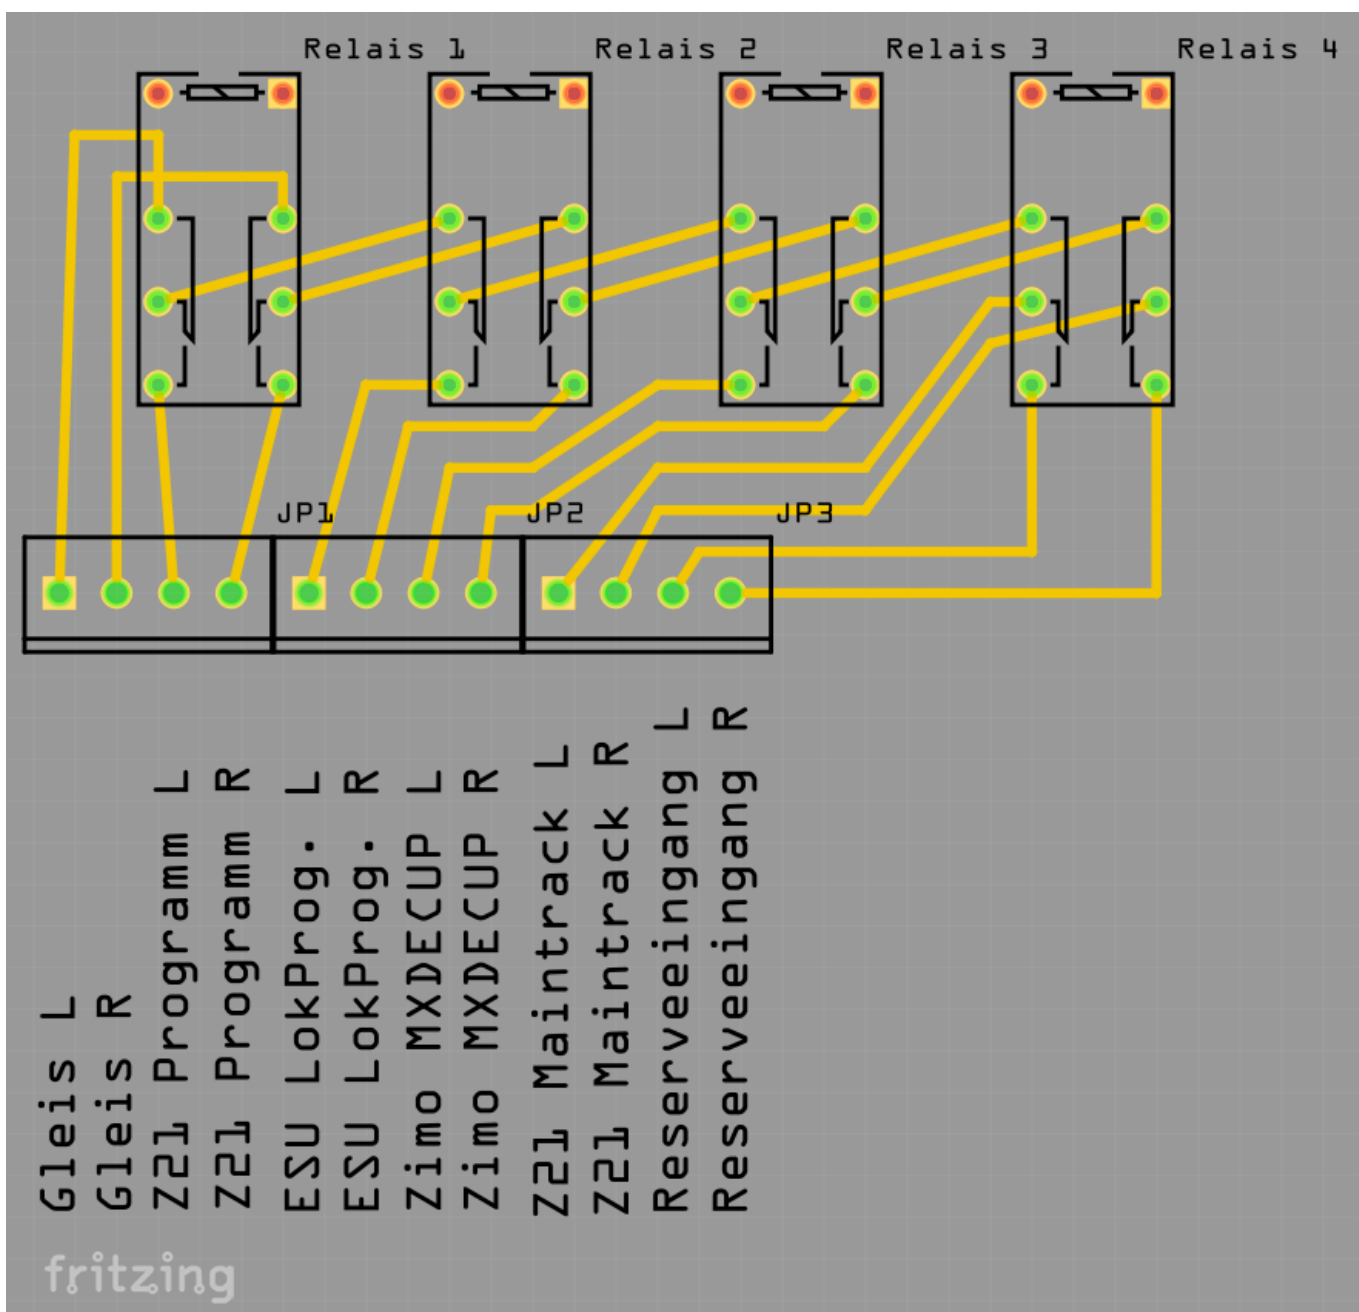 Relais 1
Relais 2
Relais 3
Relais 4
JP1
JP2
JP3
Gleis L
Gleis R
Z21 Programm L
Z21 Programm R
ESU LokProg. L
ESU LokProg. R
Zimo MXDECUP L
Zimo MXDECUP R
Z21 Maintrack L
Z21 Maintrack R
Reserveeingang L
Reserveeingang R
fritzing